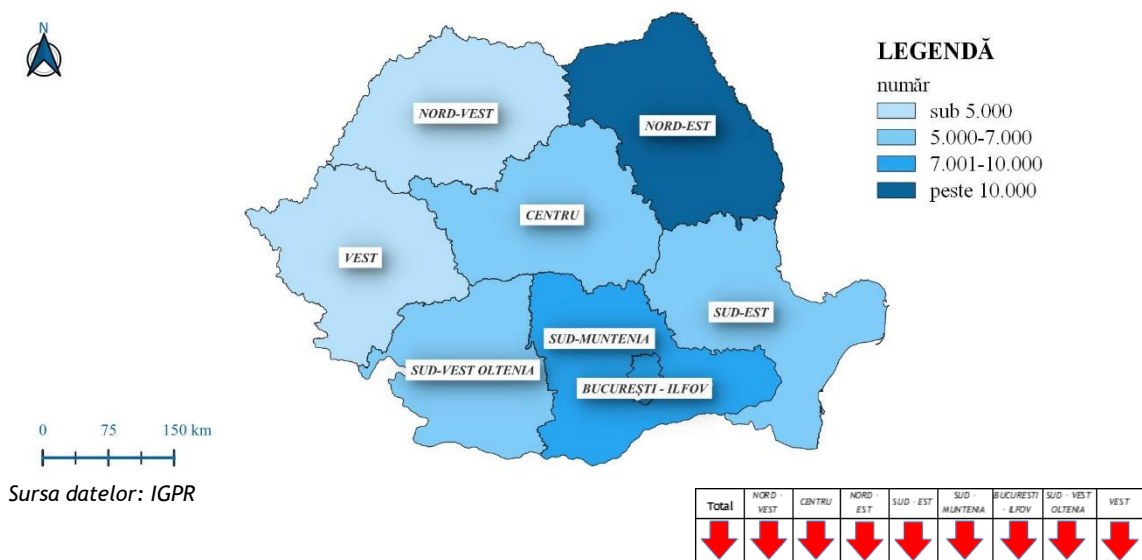 N
LEGENDĂ
număr
sub 5.000
5.000-7.000
7.001-10.000
peste 10.000
NORD-VEST
NORD-EST
CENTRU
VEST
SUD-EST
SUD-MUNTENIA
SUD-VEST OLTENIA
BUCUREȘTI - ILFOV
0 75 150 km
Sursa datelor: IGPR
Total NORD - VEST CENTRU NORD - EST SUD - EST SUD - MUNTENIA BUCURESTI - ILFOV SUD - VEST OLTENIA VEST